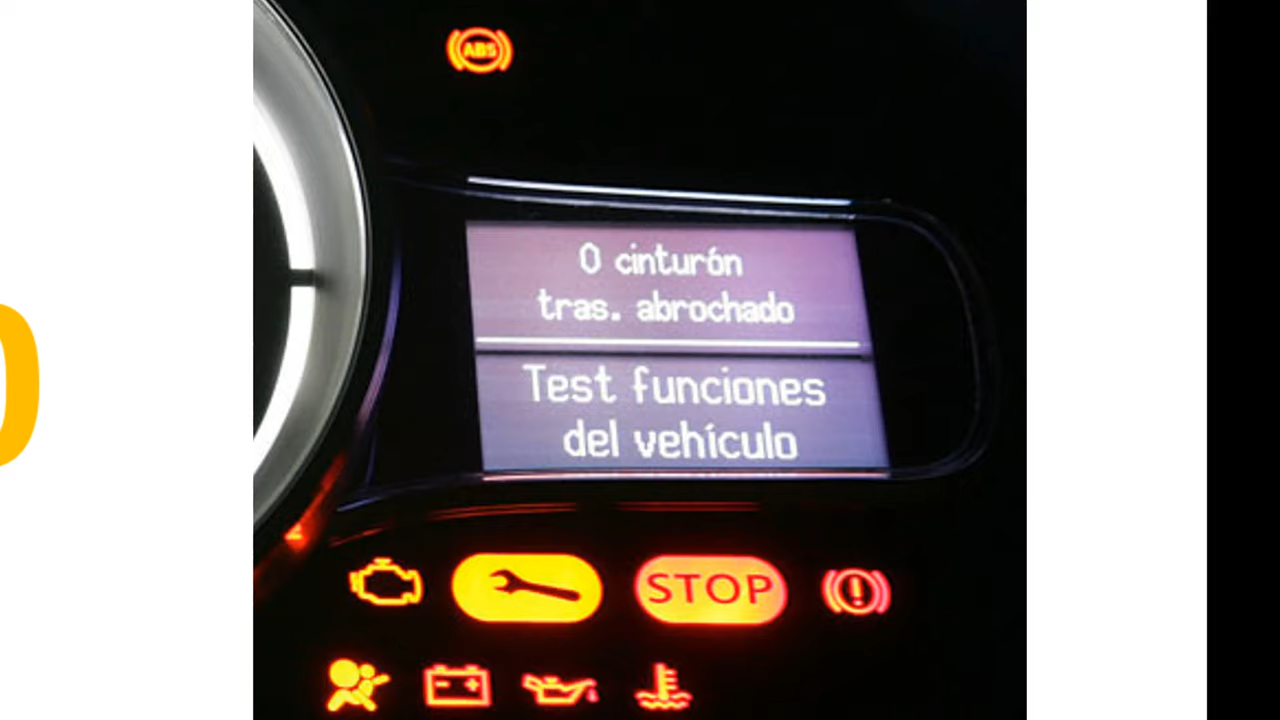 ABS
0 cinturón
tras. abrochado
Test funciones
del vehículo
STOP